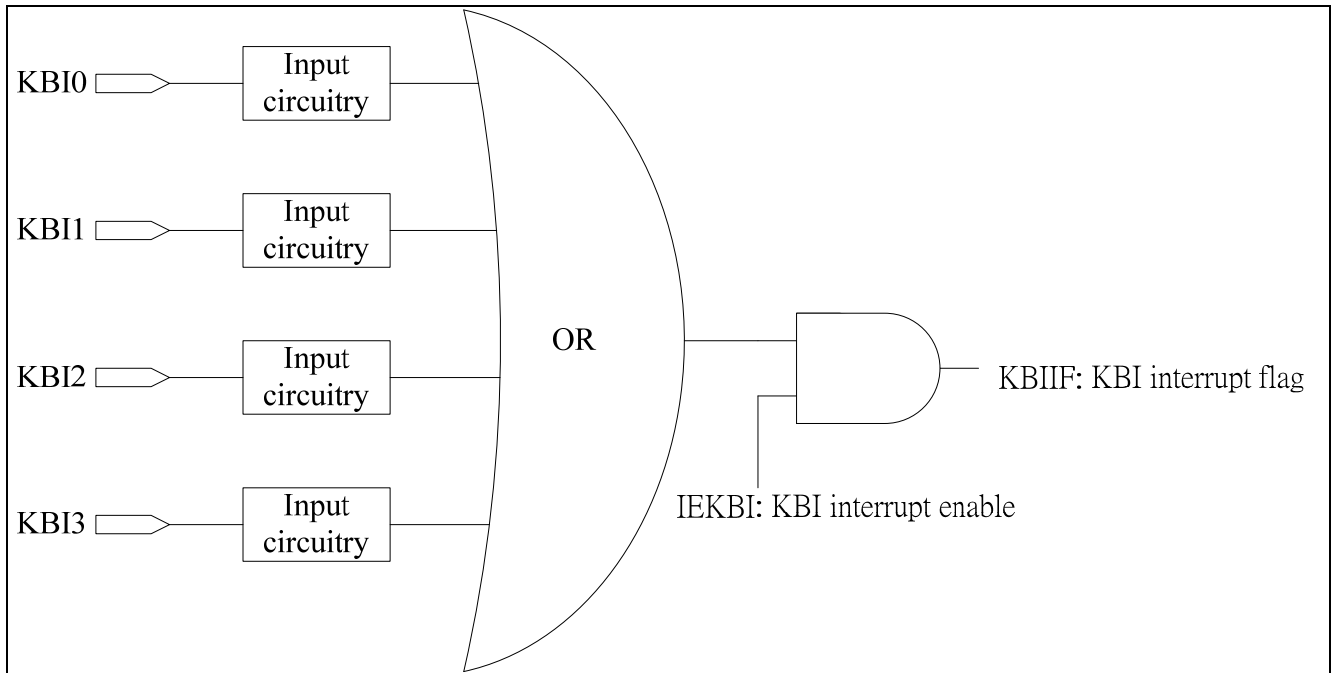 KBI0
Input
circuitry
KBI1
Input
circuitry
KBI2
Input
circuitry
KBI3
Input
circuitry
OR
KBIIF: KBI interrupt flag
IEKBI: KBI interrupt enable